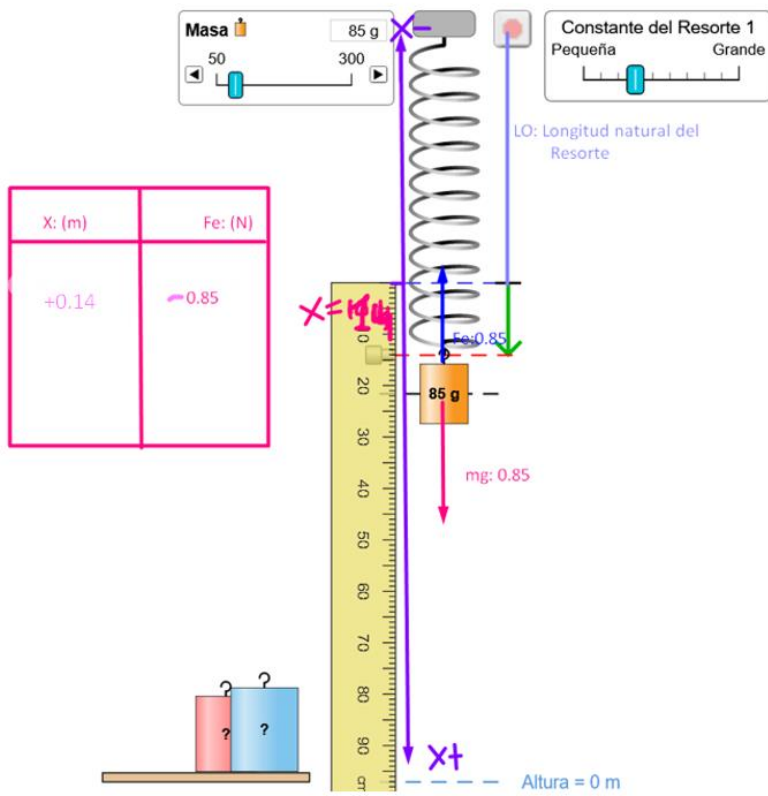 Masa
85 g
50
300
X-
Constante del Resorte 1
Pequeña
Grande
LO: Longitud natural del
Resorte
X: (m)
Fe: (N)
+0.14
-0.85
X=
Fe:0.85
85 g
mg: 0.85
0
20
30
40
50
60
70
80
90
cm
?
?
X+
Altura = 0 m